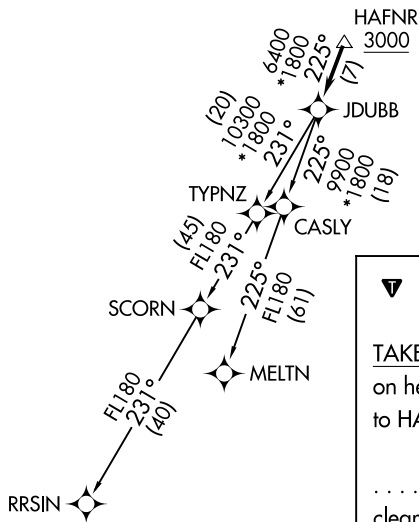 HAFNR
3000
6400
*1800
225°
(7)
JDUBB
(20)
10300
*1800
231°
225°
9900
*1800
(18)
TYPNZ
CASLY
(45)
FL180
231°
225°
FL180
(61)
SCORN
MELTN
FL180
231°
(40)
RRSIN
T
TAKE
on he
to HA
. . . .
clear